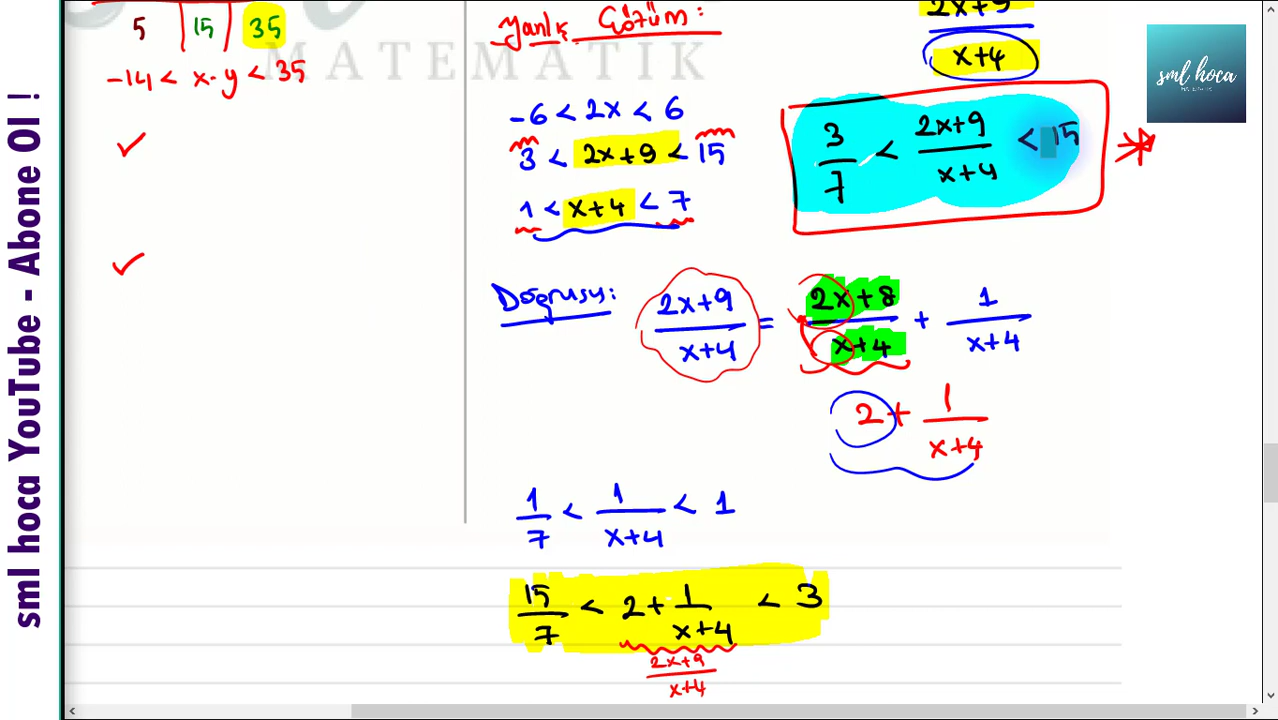 sml hoca YouTube - Abone Ol !
MATEMATİK
5 | 15 | 35
-14 < x-y < 35
Yanlış Çözüm:
-6 < 2x < 6
3 < 2x+9 < 15
1 < x+4 < 7
2x+9
x+4
3/7 < (2x+9)/(x+4) < 15
sml hoca
Doğrusu: (2x+9)/(x+4) = (2x+8)/(x+4) + 1/(x+4)
2 + 1/(x+4)
1/7 < 1/(x+4) < 1
15/7 < 2 + 1/(x+4) < 3
(2x+9)/(x+4)